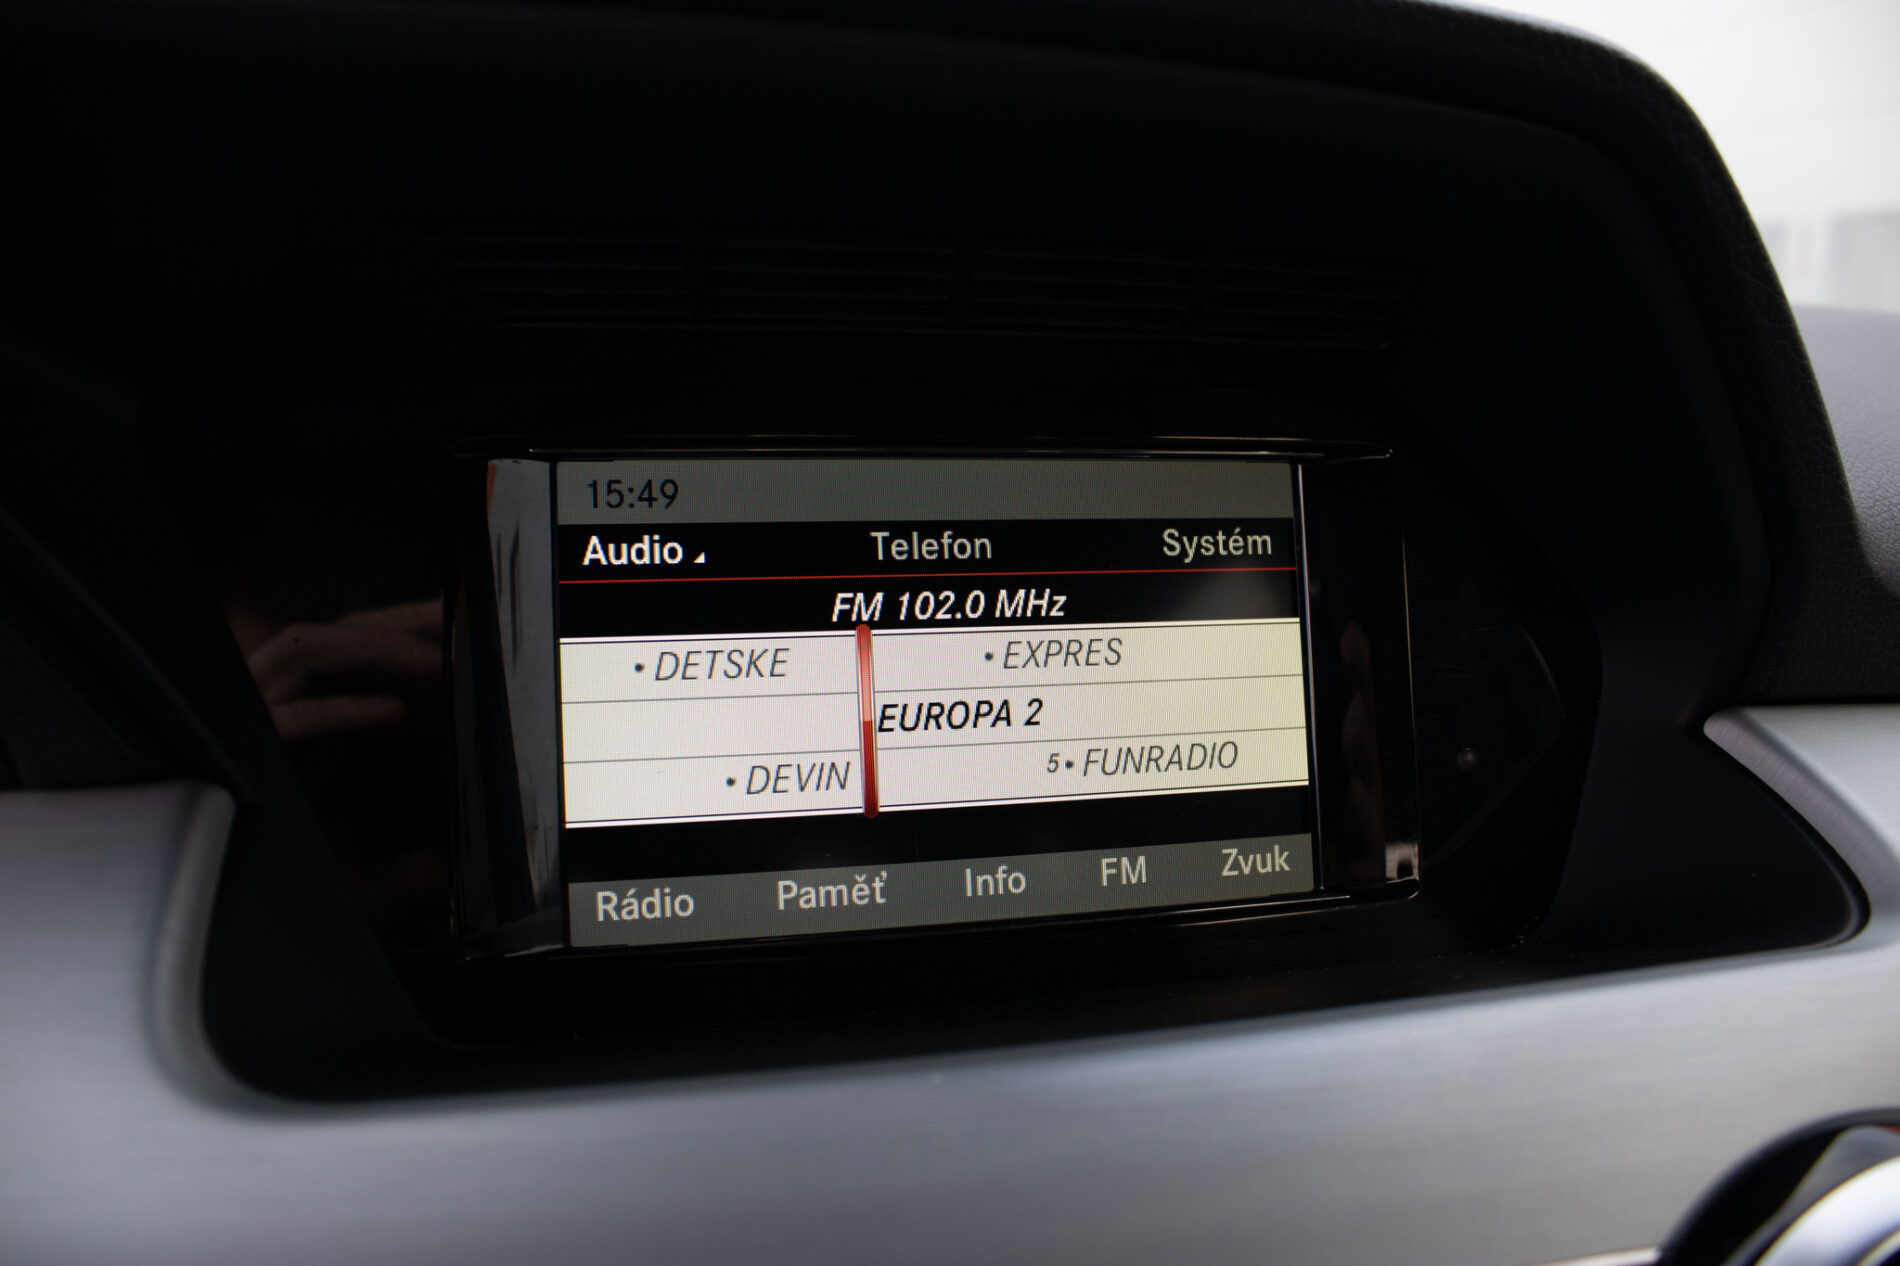 15:49
Audio Telefon Systém
FM 102.0 MHz
• DETSKE • EXPRES
EUROPA 2
• DEVIN 5• FUNRADIO
Rádio Paměť Info FM Zvuk